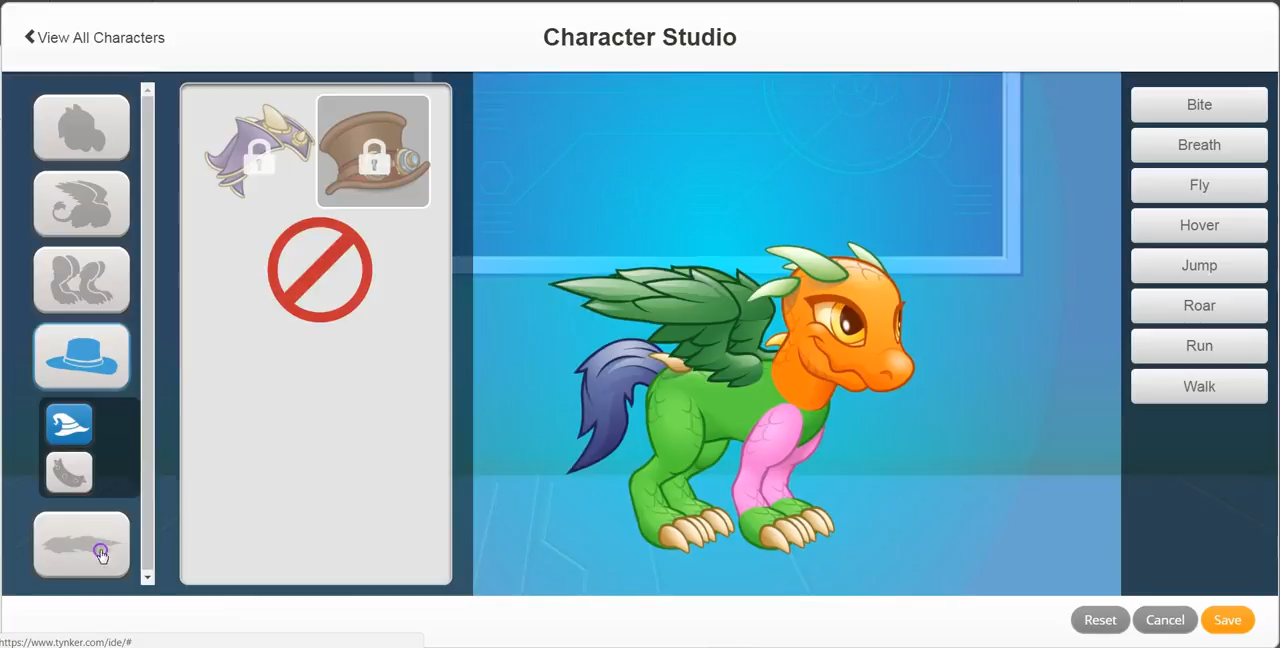 View All Characters
Character Studio
Bite
Breath
Fly
Hover
Jump
Roar
Run
Walk
Reset
Cancel
Save
https://www.tynker.com/ide/#